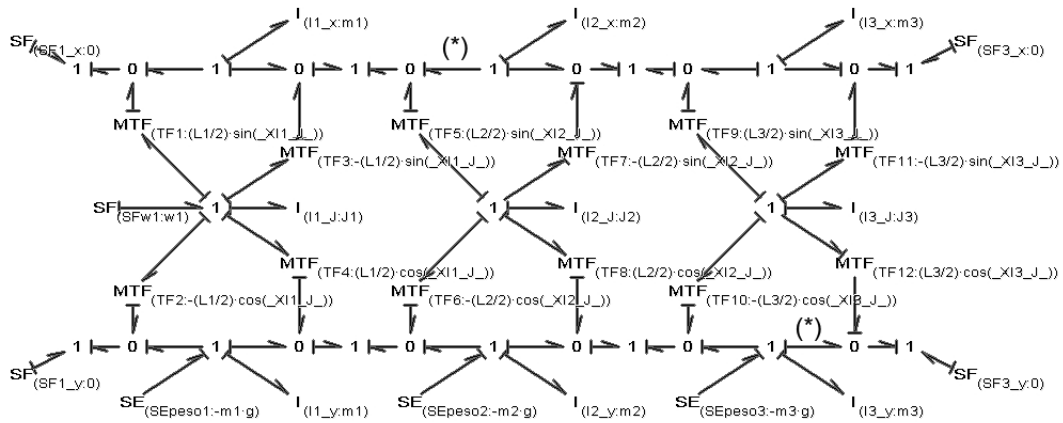 I(I1_x:m1) I(I2_x:m2) I(I3_x:m3)
SF(SF1_x:0) (*) SF(SF3_x:0)
1 0 1 0 1 0 1 0 1 0 1 0 1
MTF(TF1:(L1/2)·sin(_XI1_J_)) MTF(TF5:(L2/2)·sin(_XI2_J_)) MTF(TF9:(L3/2)·sin(_XI3_J_))
MTF(TF3:-(L1/2)·sin(_XI1_J_)) MTF(TF7:-(L2/2)·sin(_XI2_J_)) MTF(TF11:-(L3/2)·sin(_XI3_J_))
SF(SFw1:w1) 1 I(I1_J:J1) 1 I(I2_J:J2) 1 I(I3_J:J3)
MTF(TF4:(L1/2)·cos(_XI1_J_)) MTF(TF8:(L2/2)·cos(_XI2_J_)) MTF(TF12:(L3/2)·cos(_XI3_J_))
MTF(TF2:-(L1/2)·cos(_XI1_J_)) MTF(TF6:-(L2/2)·cos(_XI2_J_)) MTF(TF10:-(L3/2)·cos(_XI3_J_))
(*)
1 0 1 0 1 0 1 0 1 0 1 0 1
SF(SF1_y:0) SF(SF3_y:0)
SE(SEpeso1:-m1·g) I(I1_y:m1) SE(SEpeso2:-m2·g) I(I2_y:m2) SE(SEpeso3:-m3·g) I(I3_y:m3)